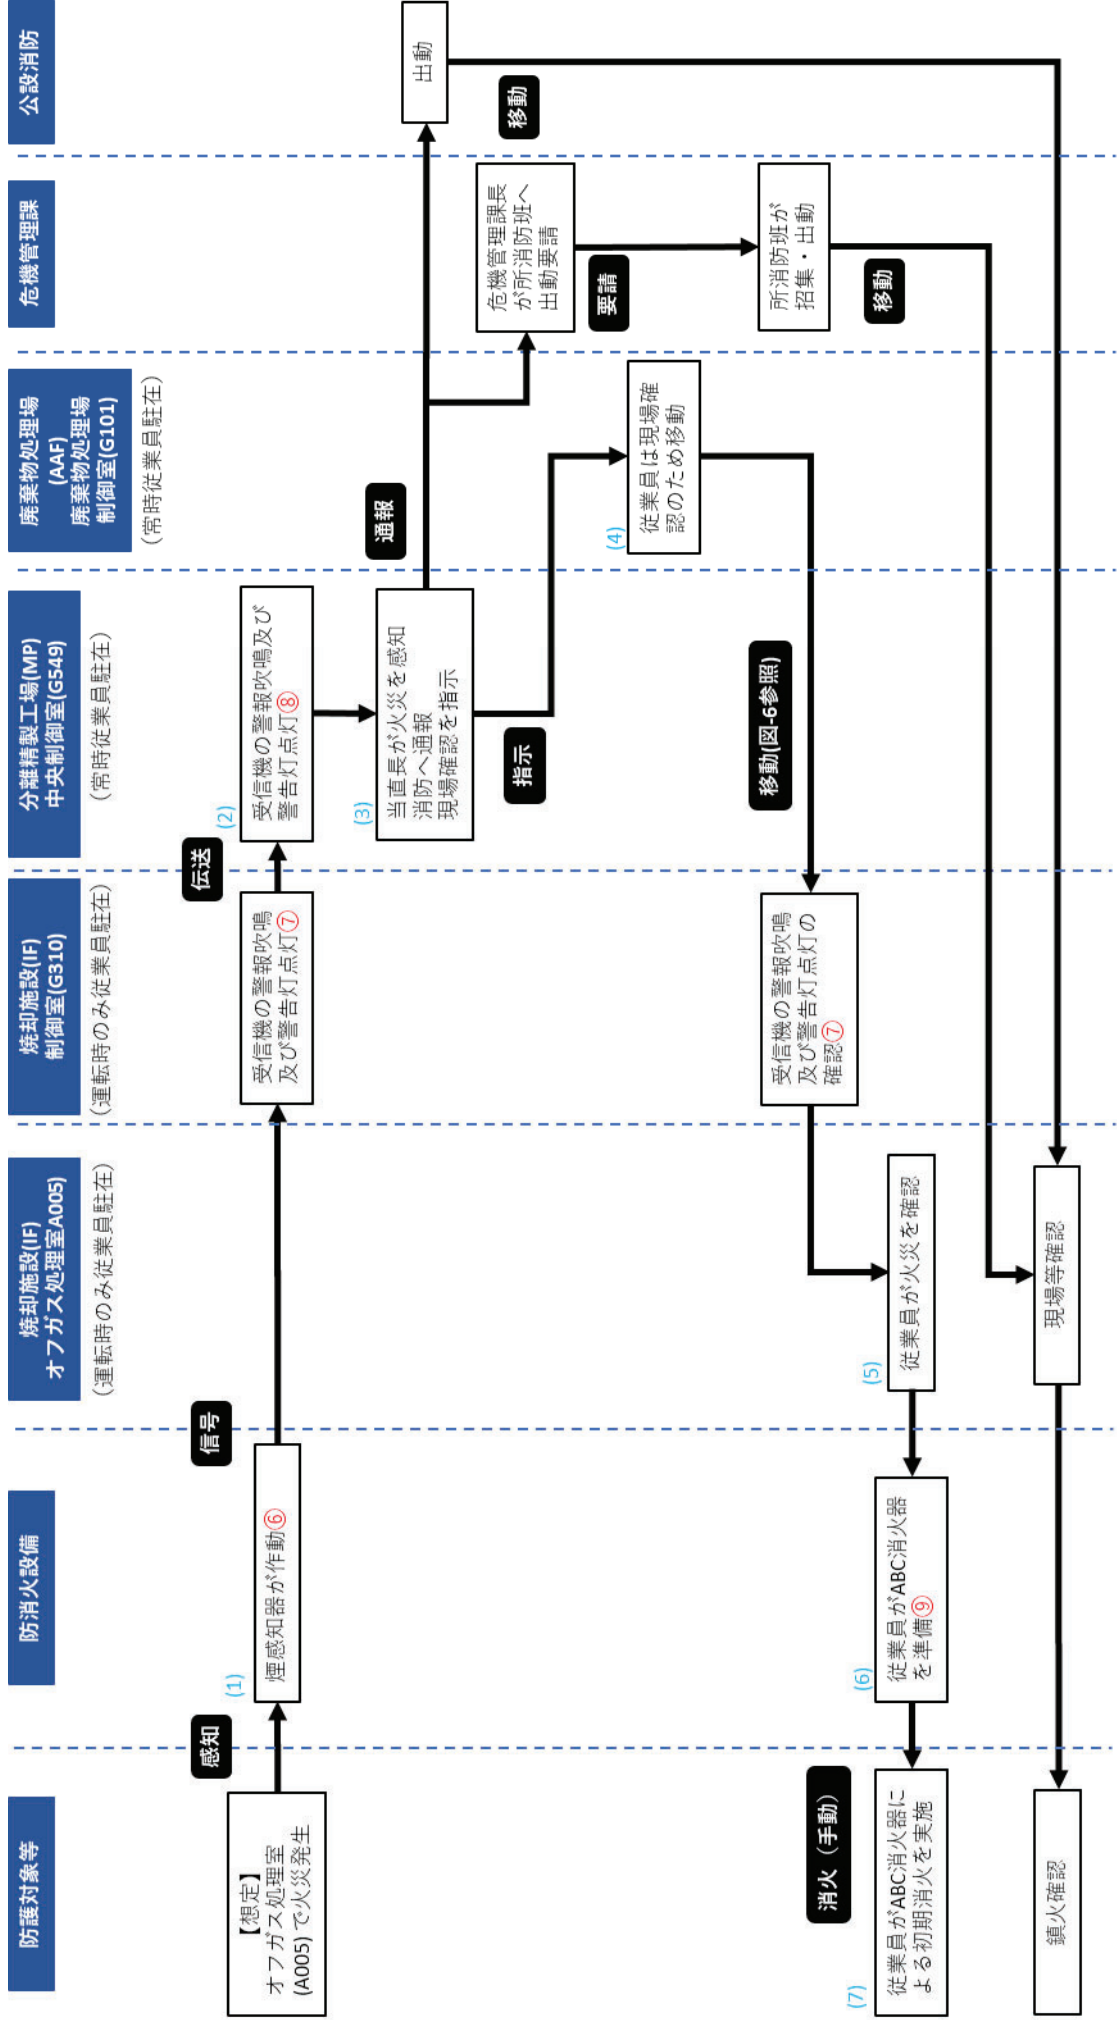 防護対象等
防消火設備
焼却施設(IF)
オフガス処理室A005)
(運転時のみ従業員駐在)
焼却施設(IF)
制御室(G310)
(運転時のみ従業員駐在)
分離精製工場(MP)
中央制御室(G549)
(常時従業員駐在)
廃棄物処理場
(AAF)
廃棄物処理場
制御室(G101)
(常時従業員駐在)
危機管理課
公設消防
【想定】
オフガス処理室
(A005)で火災発生
感知
(1)
煙感知器が作動⑥
信号
受信機の警報吹鳴
及び警告灯点灯⑦
伝送
(2)
受信機の警報吹鳴及び
警告灯点灯⑧
(3)
当直長が火災を感知
消防へ通報
現場確認を指示
通報
出動
移動
危機管理課長
が所消防班へ
出動要請
要請
所消防班が
招集・出動
移動
指示
(4)
従業員は現場確
認のため移動
移動(図-6参照)
受信機の警報吹鳴
及び警告灯点灯の
確認⑦
(5)
従業員が火災を確認
(6)
従業員がABC消火器
を準備⑨
消火（手動）
(7)
従業員がABC消火器に
よる初期消火を実施
現場等確認
鎮火確認